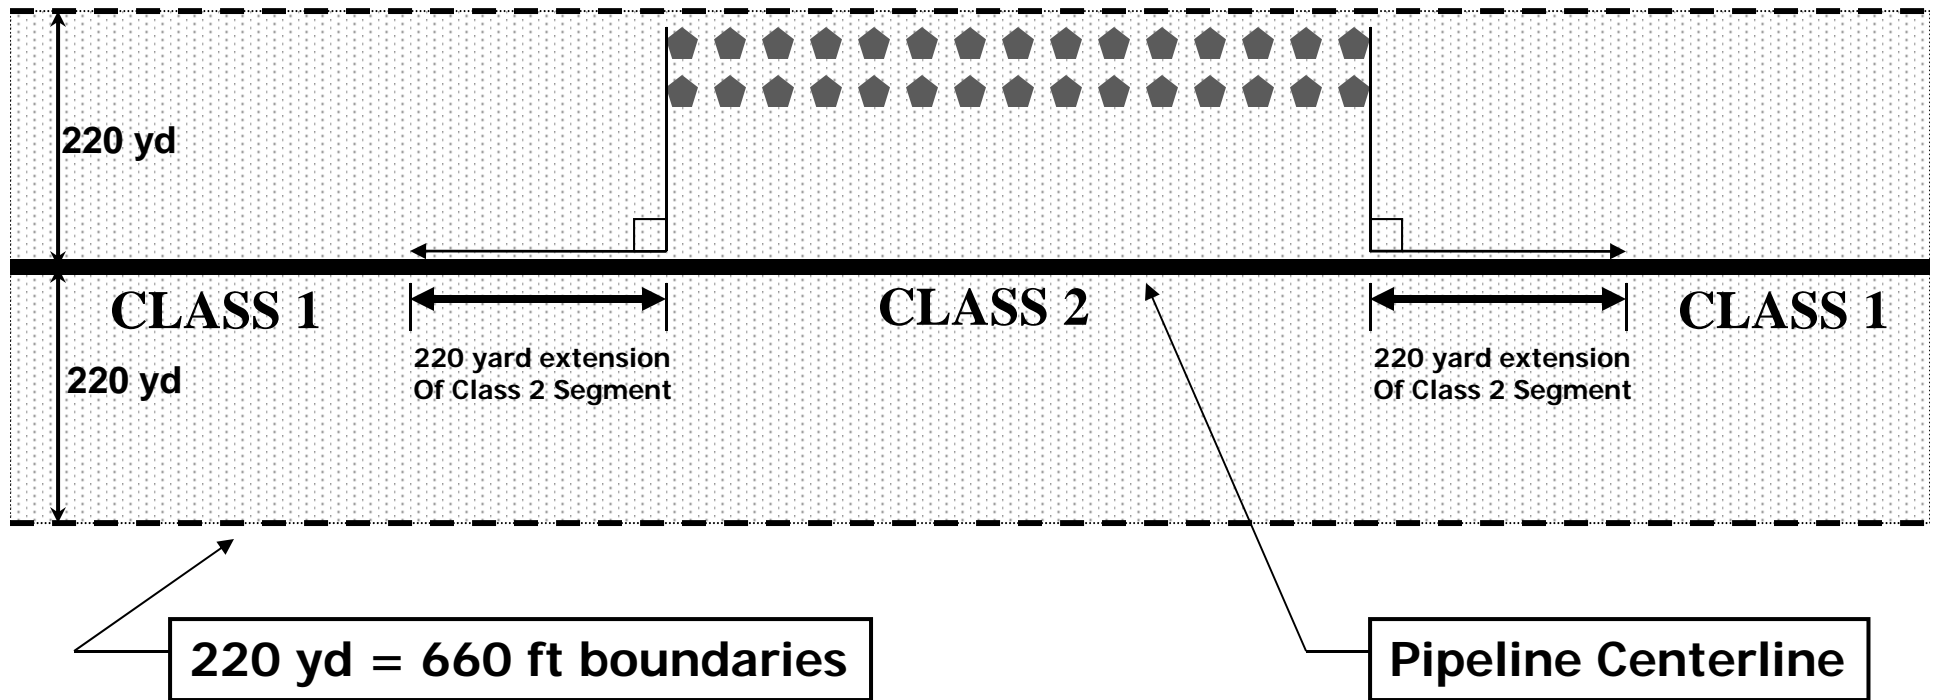 220 yd
CLASS 1
CLASS 2
CLASS 1
220 yard extension
Of Class 2 Segment
220 yard extension
Of Class 2 Segment
220 yd
220 yd = 660 ft boundaries
Pipeline Centerline